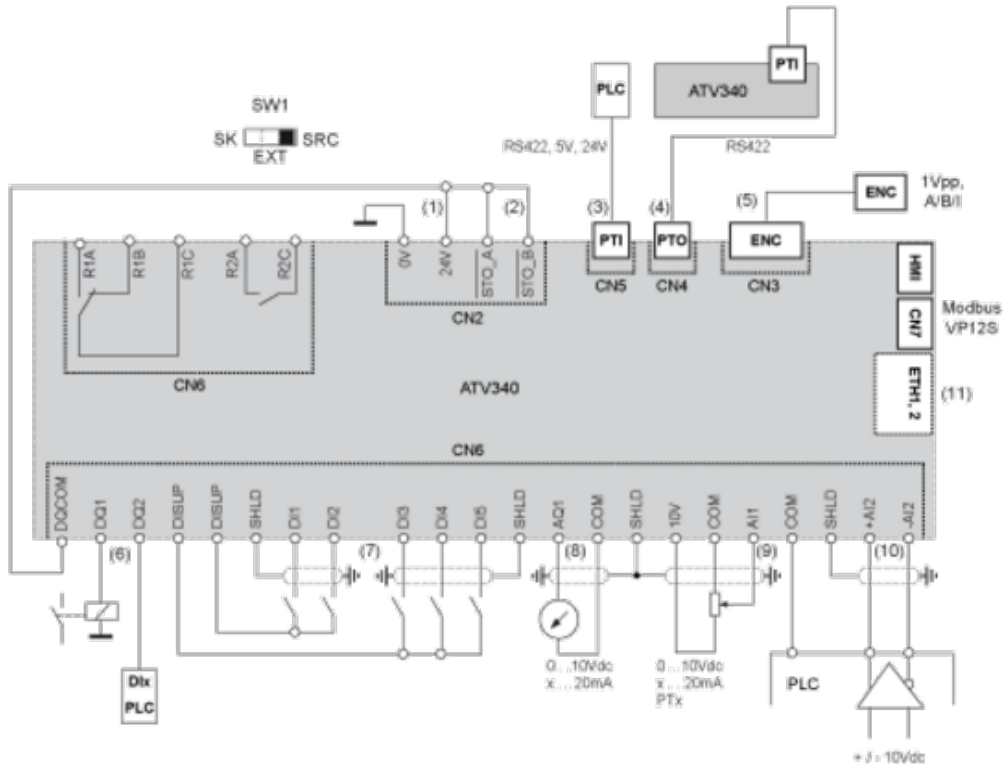 PTI
PLC
ATV340
SW1
SK
SRC
EXT
RS422, 5V, 24V
RS422
(1)
(2)
(3)
(4)
(5)
ENC
1Vpp,
A/B/I
R1A
R1B
R1C
R2A
R2C
0V
24V
STO_A
STO_B
PTI
PTO
ENC
HMI
CN2
CN5
CN4
CN3
CN7
Modbus
VP12S
CN6
ATV340
ETH1, 2
(11)
CN6
DQCOM
DQ1
DQ2
DISUP
DISUP
SHLD
DI1
DI2
DI3
DI4
DI5
SHLD
AQ1
COM
SHLD
10V
COM
AI1
COM
SHLD
+AI2
-AI2
(6)
(7)
(8)
(9)
(10)
DIx
PLC
0...10Vdc
x...20mA
0...10Vdc
x...20mA
PTx
PLC
+ / - 10Vdc